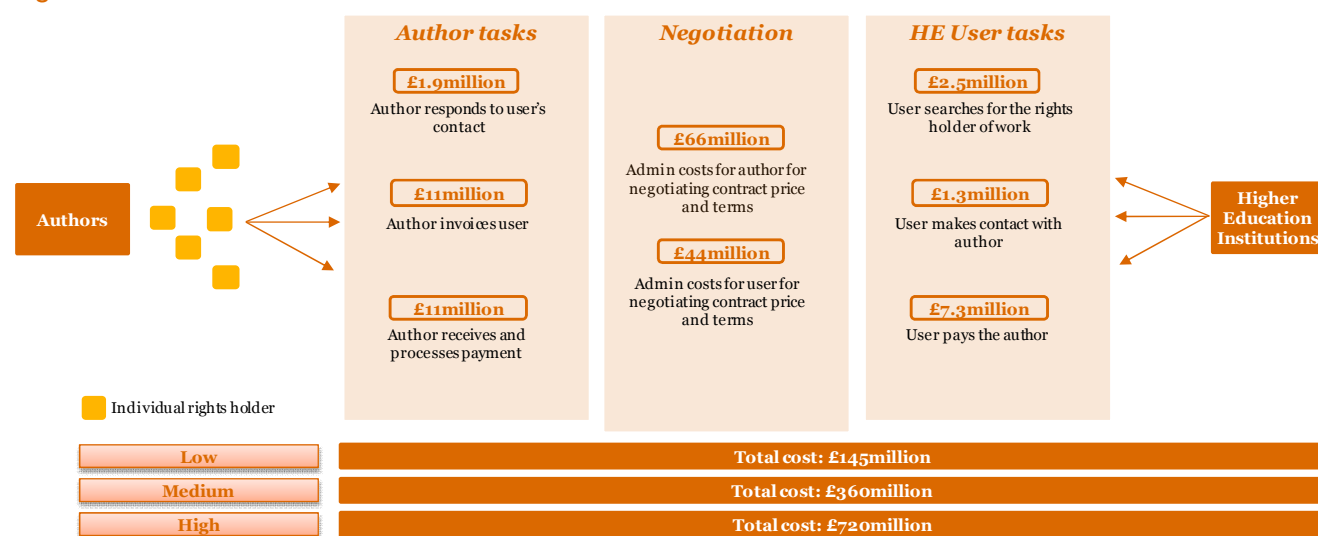 Author tasks
£1.9million
Author responds to user's
contact
£11million
Author invoices user
£11million
Author receives and
processes payment
Negotiation
£66million
Admin costs for author for
negotiating contract price
and terms
£44million
Admin costs for user for
negotiating contract price
and terms
HE User tasks
£2.5million
User searches for the rights
holder of work
£1.3million
User makes contact with
author
£7.3million
User pays the author
Authors
Higher
Education
Institutions
Individual rights holder
Low
Total cost: £145million
Medium
Total cost: £360million
High
Total cost: £720million